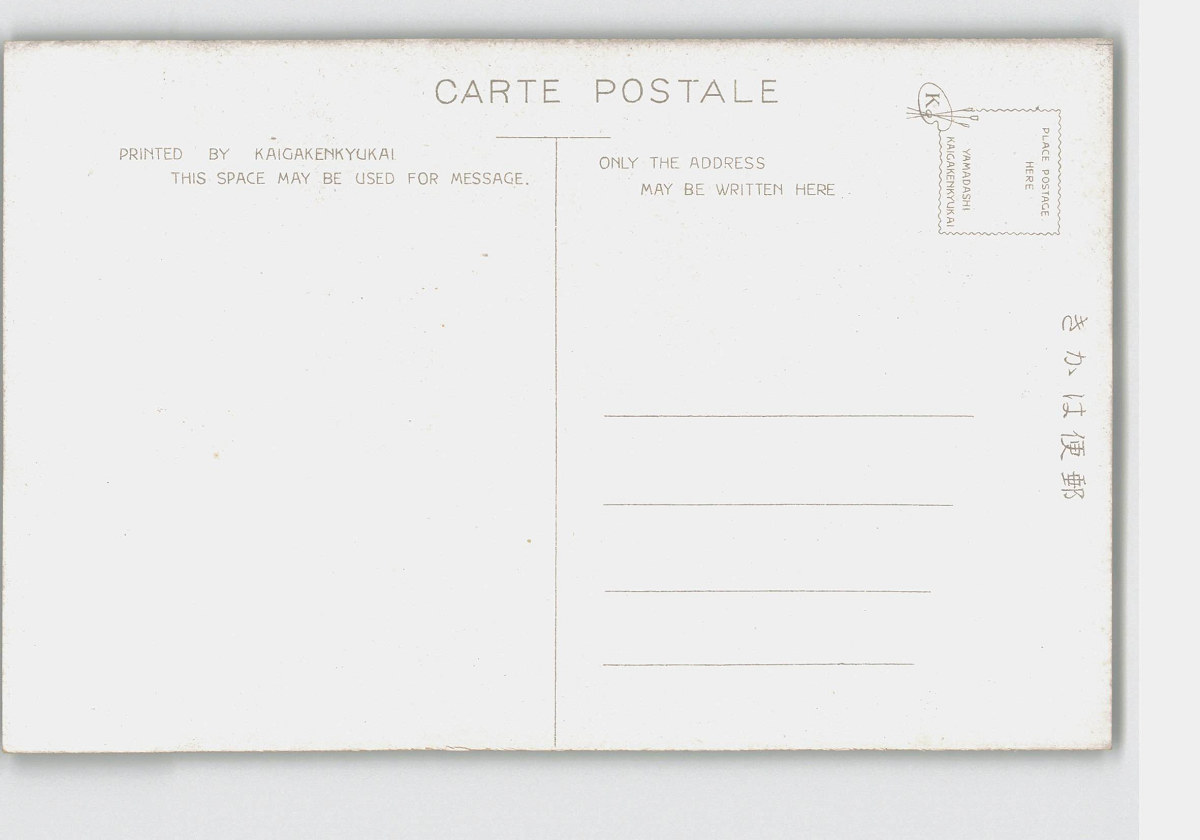 CARTE POSTALE
PRINTED BY KAIGAKENKYUKAI
THIS SPACE MAY BE USED FOR MESSAGE.
ONLY THE ADDRESS
MAY BE WRITTEN HERE
PLACE POSTAGE
HERE
YAMADASHI
KAIGAKENKYUKAI
きかは便郵